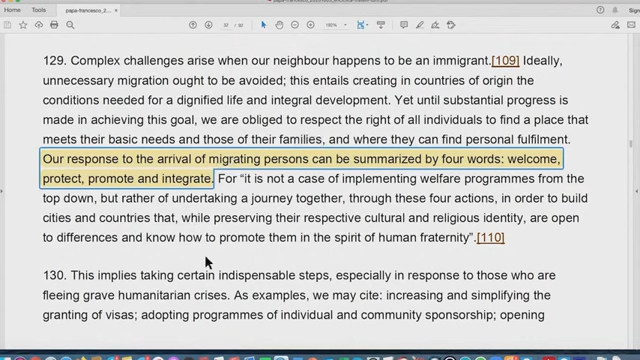 papa-francesco_2...
Sign
160%
129. Complex challenges arise when our neighbour happens to be an immigrant.[109] Ideally,
unnecessary migration ought to be avoided; this entails creating in countries of origin the
conditions needed for a dignified life and integral development. Yet until substantial progress is
made in achieving this goal, we are obliged to respect the right of all individuals to find a place that
meets their basic needs and those of their families, and where they can find personal fulfilment.
Our response to the arrival of migrating persons can be summarized by four words: welcome,
protect, promote and integrate. For “it is not a case of implementing welfare programmes from the
top down, but rather of undertaking a journey together, through these four actions, in order to build
cities and countries that, while preserving their respective cultural and religious identity, are open
to differences and know how to promote them in the spirit of human fraternity”.[110]
130. This implies taking certain indispensable steps, especially in response to those who are
fleeing grave humanitarian crises. As examples, we may cite: increasing and simplifying the
granting of visas; adopting programmes of individual and community sponsorship; opening